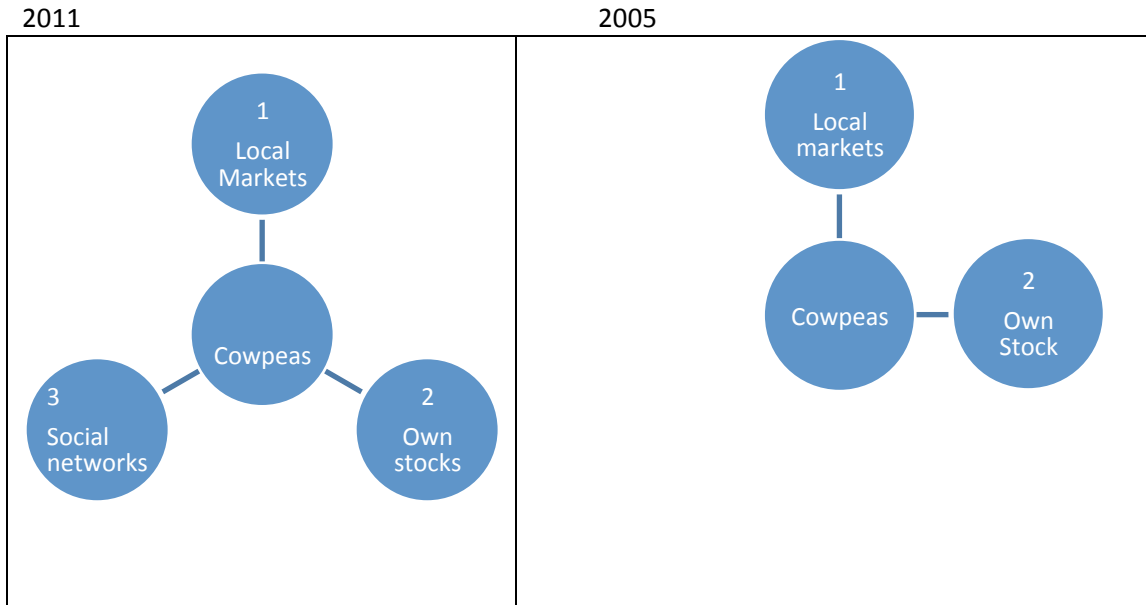 2011
2005
1
Local
Markets
Cowpeas
3
Social
networks
2
Own
stocks
1
Local
markets
Cowpeas
2
Own
Stock